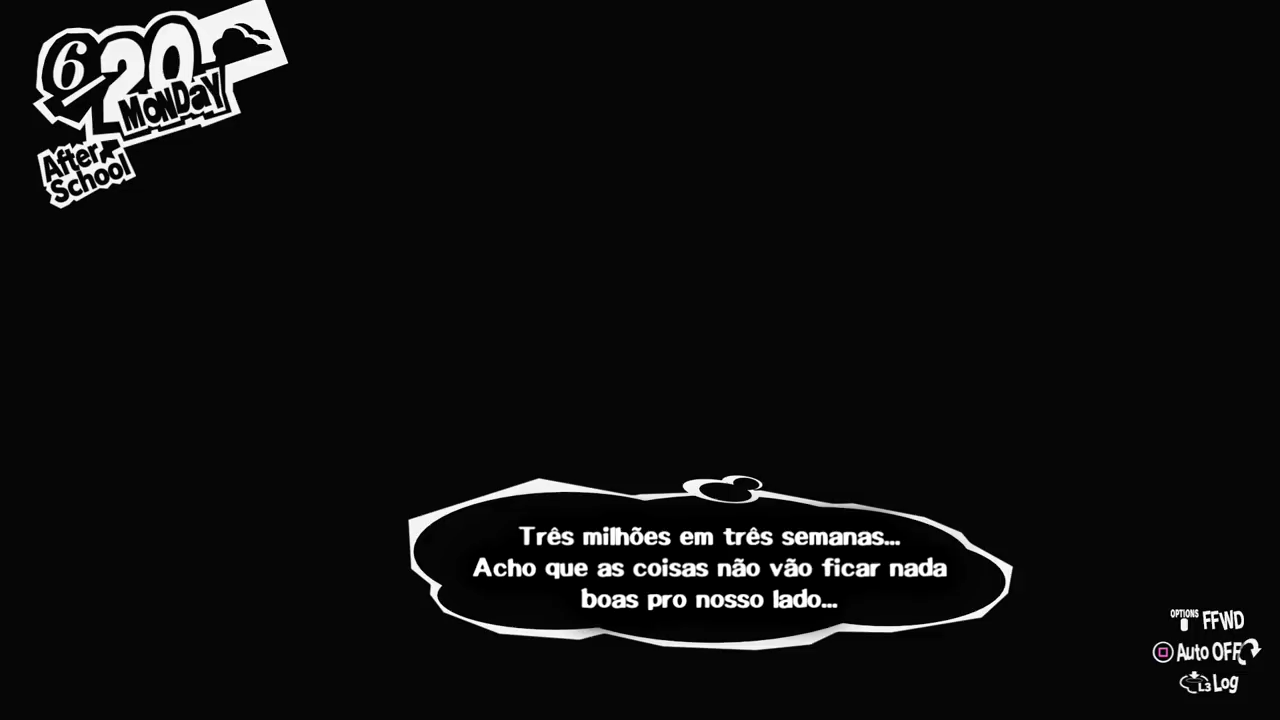 6/20
MONDAY
After
School
Três milhões em três semanas...
Acho que as coisas não vão ficar nada
boas pro nosso lado...
OPTIONS FFWD
Auto OFF
L3 Log